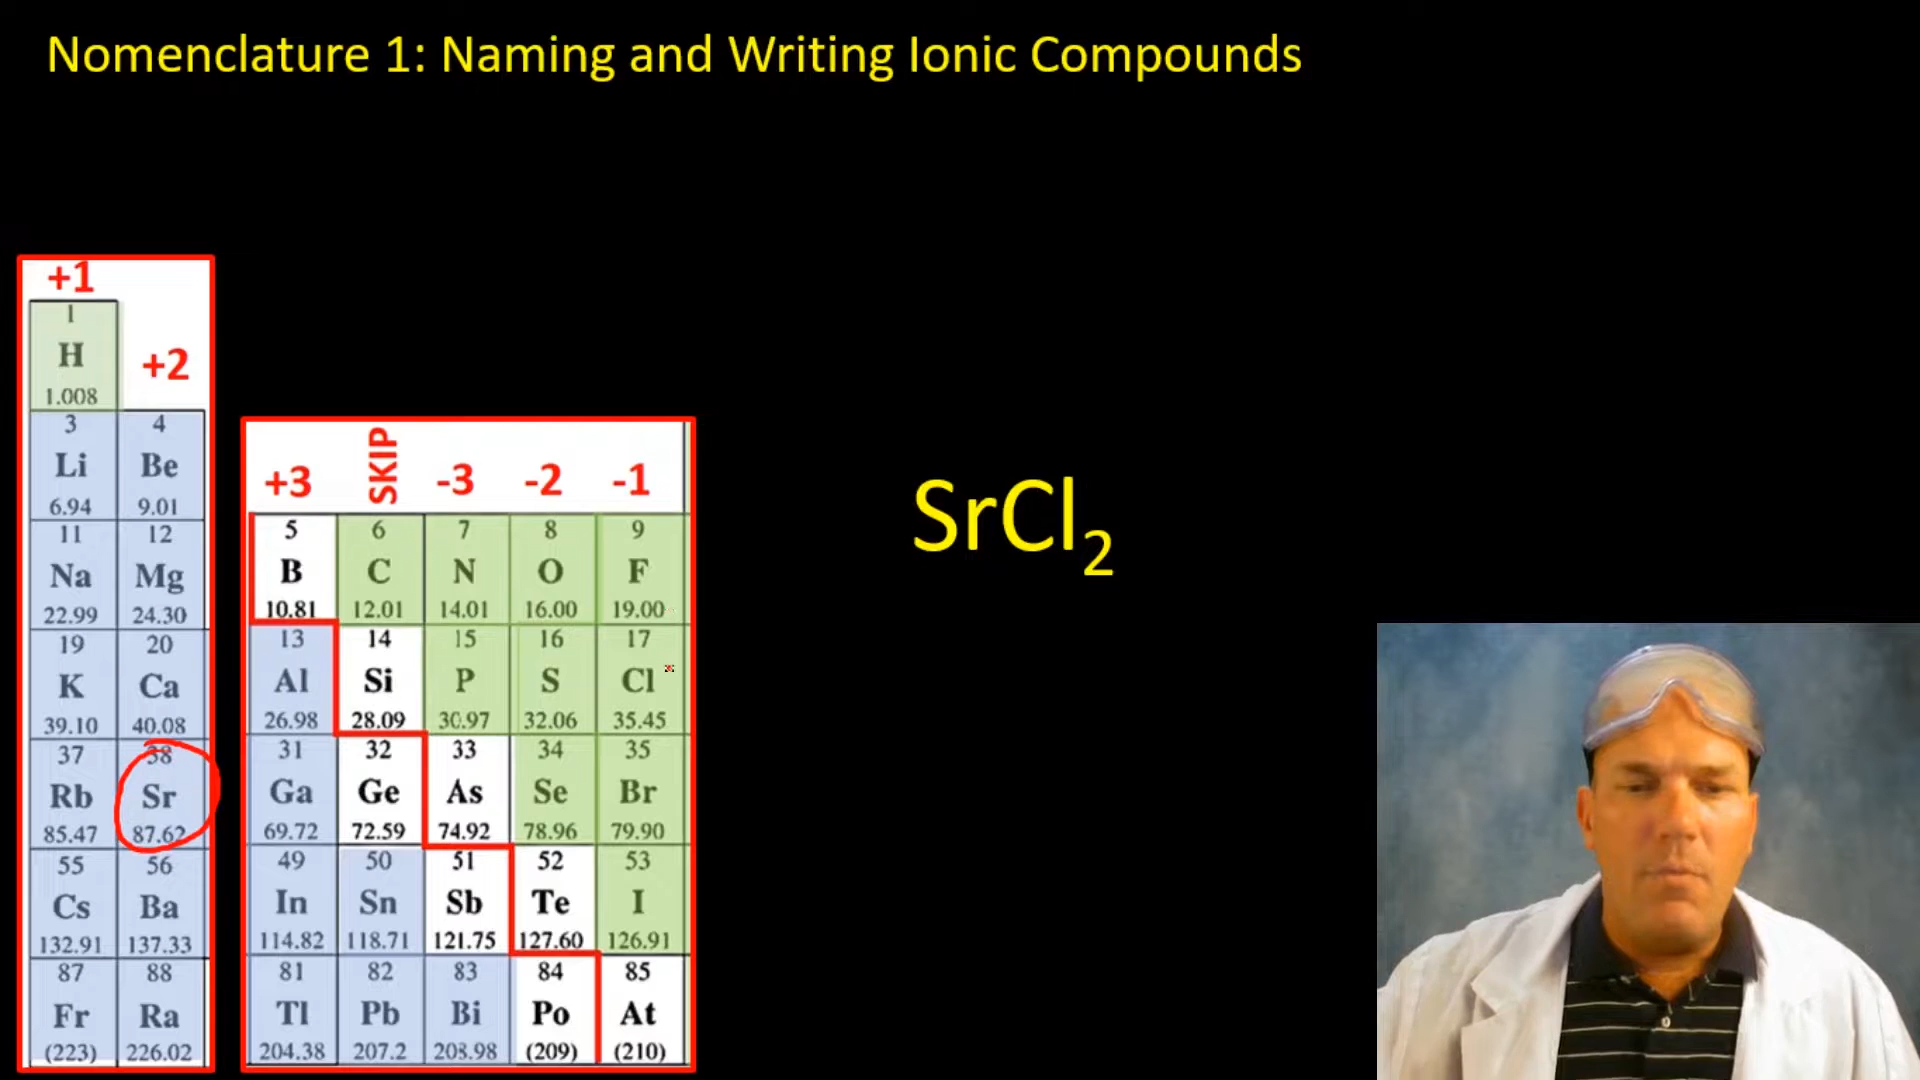 Nomenclature 1: Naming and Writing Ionic Compounds
+1
1
H
1.008
+2
3 4
Li Be
6.94 9.01
11 12
Na Mg
22.99 24.30
19 20
K Ca
39.10 40.08
37 38
Rb Sr
85.47 87.62
55 56
Cs Ba
132.91 137.33
87 88
Fr Ra
(223) 226.02
+3 SKIP -3 -2 -1
5 6 7 8 9
B C N O F
10.81 12.01 14.01 16.00 19.00
13 14 15 16 17
Al Si P S Cl
26.98 28.09 30.97 32.06 35.45
31 32 33 34 35
Ga Ge As Se Br
69.72 72.59 74.92 78.96 79.90
49 50 51 52 53
In Sn Sb Te I
114.82 118.71 121.75 127.60 126.91
81 82 83 84 85
Tl Pb Bi Po At
204.38 207.2 208.98 (209) (210)
SrCl₂